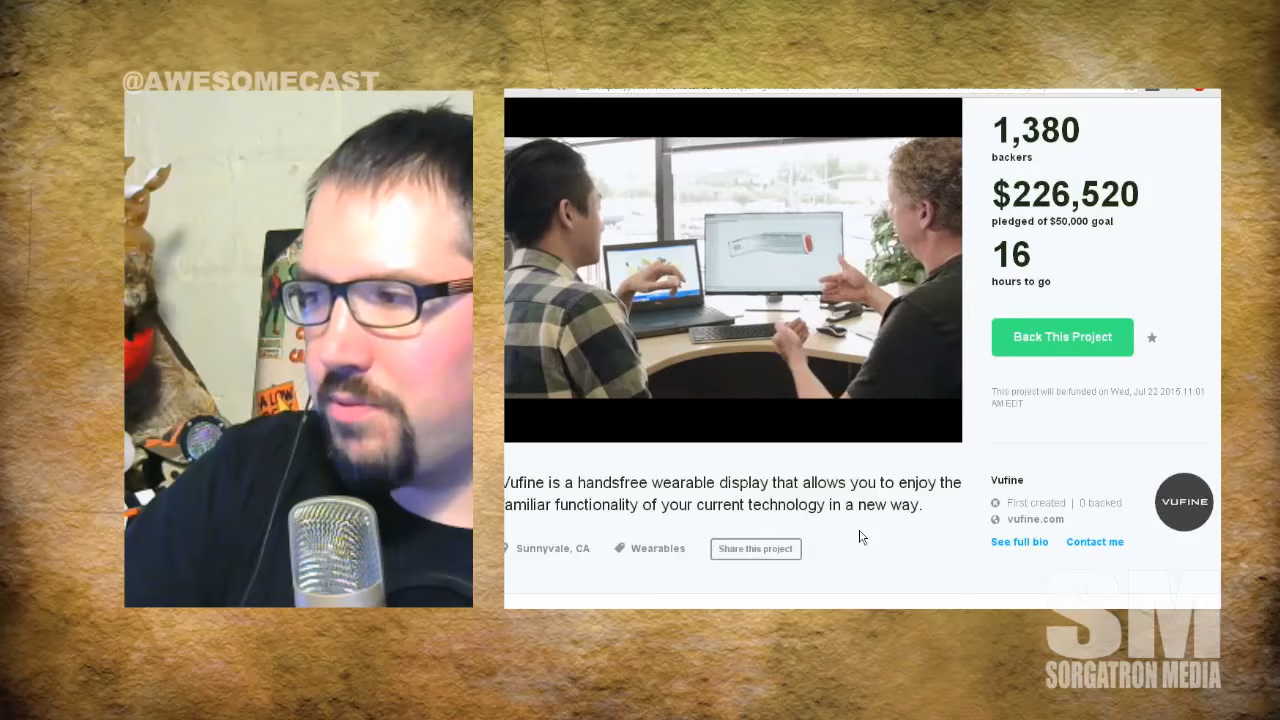 @AWESOMECAST
1,380
backers
$226,520
pledged of $50,000 goal
16
hours to go
Back This Project
This project will be funded on Wed, Jul 22 2015 11:01
AM EDT
Vufine is a handsfree wearable display that allows you to enjoy the
familiar functionality of your current technology in a new way.
Sunnyvale, CA
Wearables
Share this project
Vufine
First created | 0 backed
vufine.com
See full bio
Contact me
VUFINE
A LOW
SM
SORGATRON MEDIA